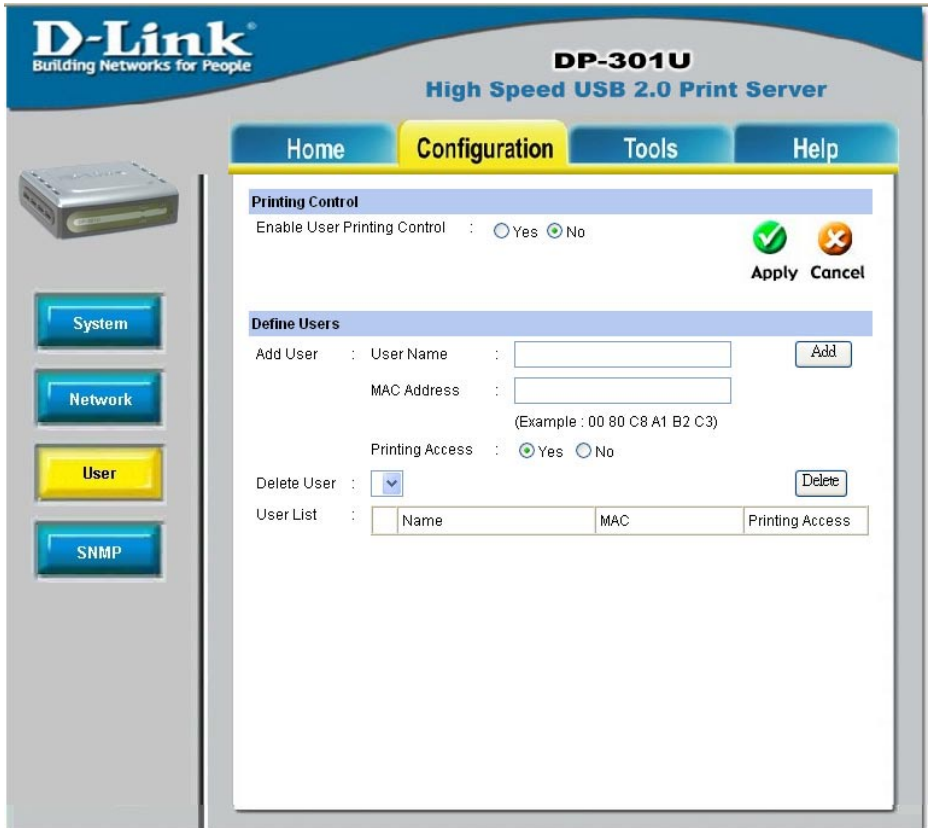 D-Link
Building Networks for People
DP-301U
High Speed USB 2.0 Print Server
Home
Configuration
Tools
Help
System
Network
User
SNMP
Printing Control
Enable User Printing Control : Yes No
Apply Cancel
Define Users
Add User : User Name : Add
MAC Address :
(Example : 00 80 C8 A1 B2 C3)
Printing Access : Yes No
Delete User : Delete
User List : Name MAC Printing Access